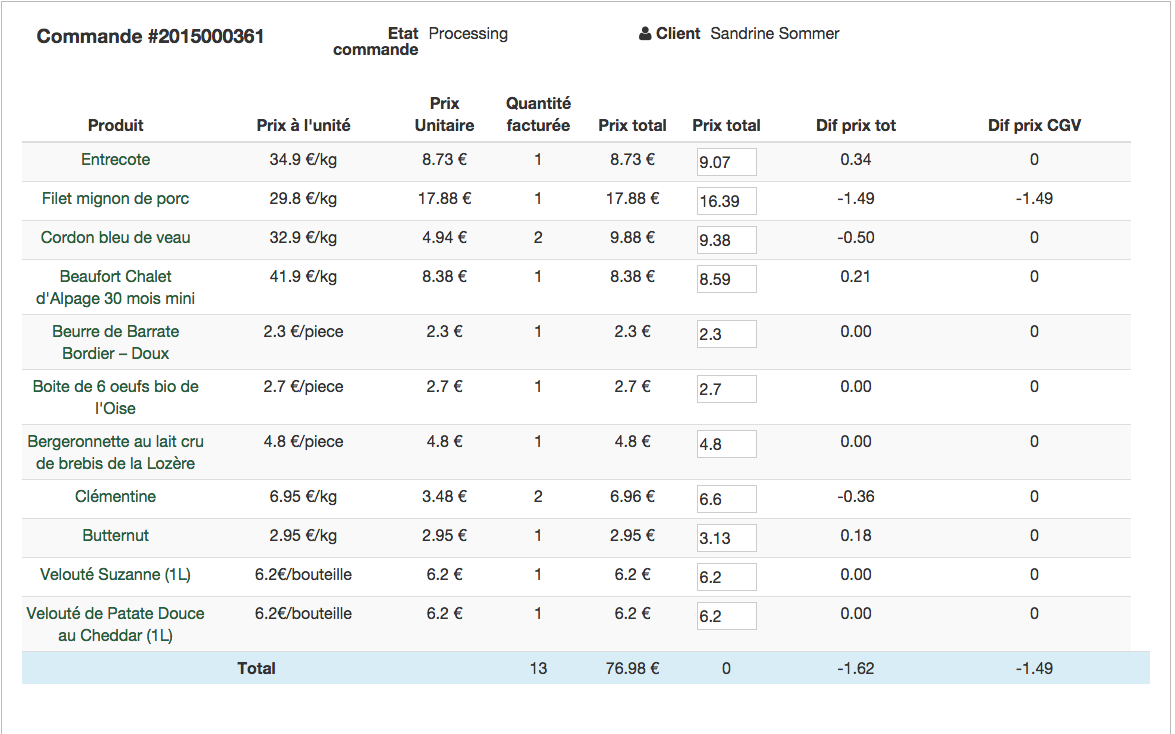 Commande #2015000361
Etat commande Processing
Client Sandrine Sommer
Produit Prix à l'unité Prix Unitaire Quantité facturée Prix total Prix total Dif prix tot Dif prix CGV
Entrecote 34.9 €/kg 8.73 € 1 8.73 € 9.07 0.34 0
Filet mignon de porc 29.8 €/kg 17.88 € 1 17.88 € 16.39 -1.49 -1.49
Cordon bleu de veau 32.9 €/kg 4.94 € 2 9.88 € 9.38 -0.50 0
Beaufort Chalet 41.9 €/kg 8.38 € 1 8.38 € 8.59 0.21 0
d'Alpage 30 mois mini
Beurre de Barrate 2.3 €/piece 2.3 € 1 2.3 € 2.3 0.00 0
Bordier – Doux
Boite de 6 oeufs bio de 2.7 €/piece 2.7 € 1 2.7 € 2.7 0.00 0
l'Oise
Bergeronnette au lait cru 4.8 €/piece 4.8 € 1 4.8 € 4.8 0.00 0
de brebis de la Lozère
Clémentine 6.95 €/kg 3.48 € 2 6.96 € 6.6 -0.36 0
Butternut 2.95 €/kg 2.95 € 1 2.95 € 3.13 0.18 0
Velouté Suzanne (1L) 6.2€/bouteille 6.2 € 1 6.2 € 6.2 0.00 0
Velouté de Patate Douce 6.2€/bouteille 6.2 € 1 6.2 € 6.2 0.00 0
au Cheddar (1L)
Total 13 76.98 € 0 -1.62 -1.49